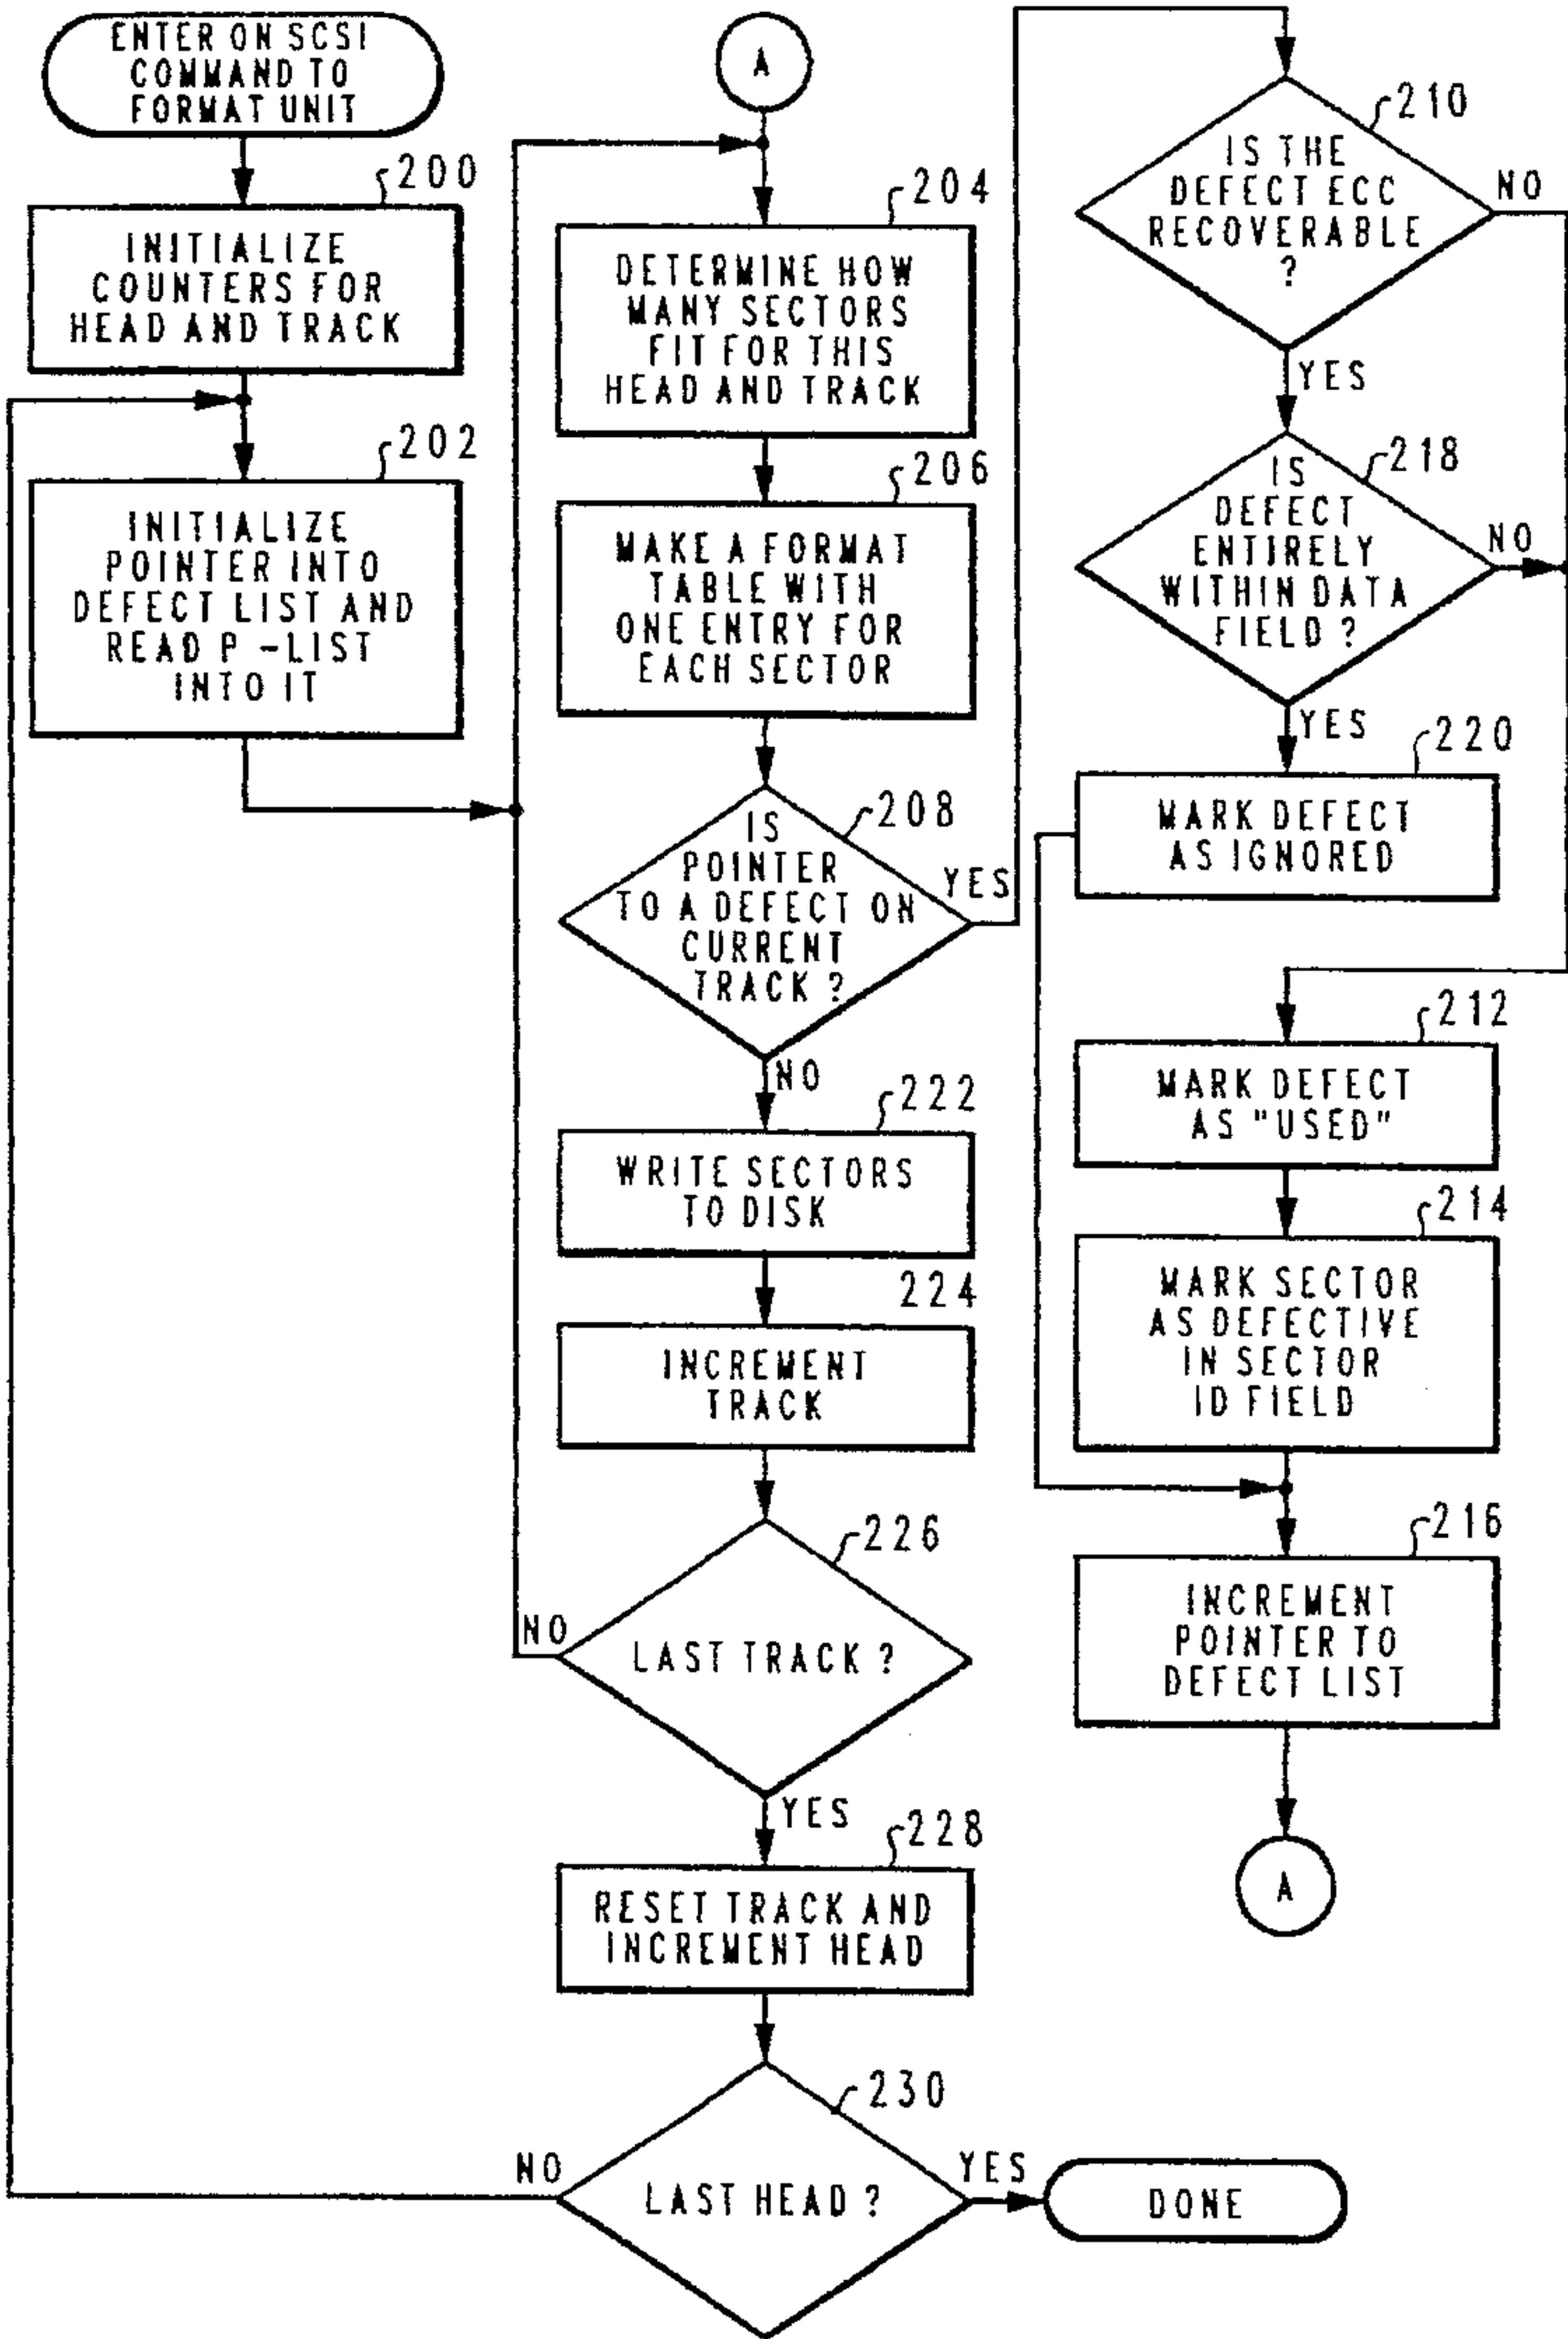 ENTER ON SCSI
COMMAND TO
FORMAT UNIT
200
INITIALIZE
COUNTERS FOR
HEAD AND TRACK
202
INITIALIZE
POINTER INTO
DEFECT LIST AND
READ P -LIST
INTO IT
A
204
DETERMINE HOW
MANY SECTORS
FIT FOR THIS
HEAD AND TRACK
206
MAKE A FORMAT
TABLE WITH
ONE ENTRY FOR
EACH SECTOR
208
IS
POINTER
TO A DEFECT ON
CURRENT
TRACK ?
YES
NO
222
WRITE SECTORS
TO DISK
224
INCREMENT
TRACK
226
LAST TRACK ?
NO
YES
228
RESET TRACK AND
INCREMENT HEAD
230
LAST HEAD ?
NO
YES
DONE
210
IS THE
DEFECT ECC
RECOVERABLE
?
NO
YES
218
IS
DEFECT
ENTIRELY
WITHIN DATA
FIELD ?
NO
YES
220
MARK DEFECT
AS IGNORED
212
MARK DEFECT
AS "USED"
214
MARK SECTOR
AS DEFECTIVE
IN SECTOR
ID FIELD
216
INCREMENT
POINTER TO
DEFECT LIST
A